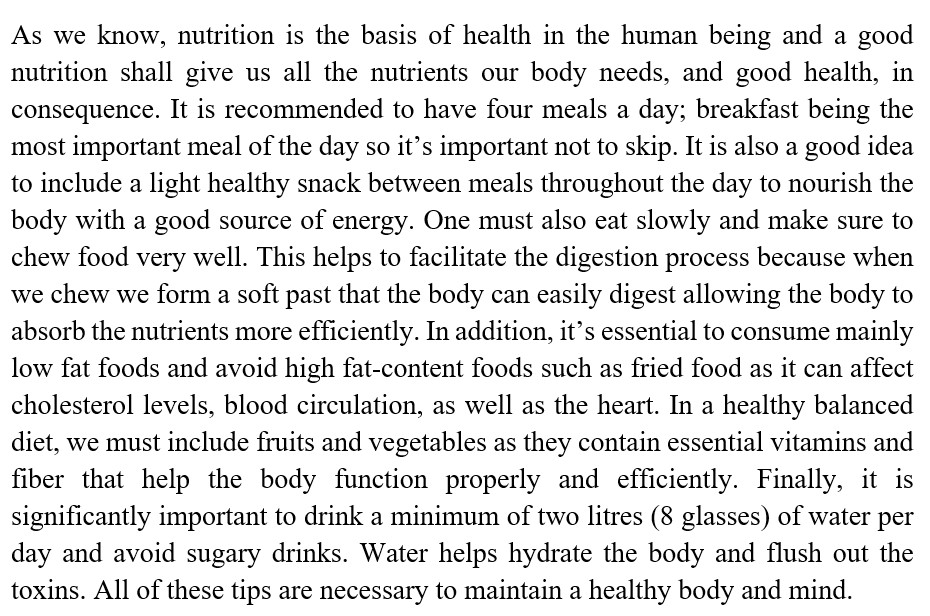 As we know, nutrition is the basis of health in the human being and a good
nutrition shall give us all the nutrients our body needs, and good health, in
consequence. It is recommended to have four meals a day; breakfast being the
most important meal of the day so it’s important not to skip. It is also a good idea
to include a light healthy snack between meals throughout the day to nourish the
body with a good source of energy. One must also eat slowly and make sure to
chew food very well. This helps to facilitate the digestion process because when
we chew we form a soft past that the body can easily digest allowing the body to
absorb the nutrients more efficiently. In addition, it’s essential to consume mainly
low fat foods and avoid high fat-content foods such as fried food as it can affect
cholesterol levels, blood circulation, as well as the heart. In a healthy balanced
diet, we must include fruits and vegetables as they contain essential vitamins and
fiber that help the body function properly and efficiently. Finally, it is
significantly important to drink a minimum of two litres (8 glasses) of water per
day and avoid sugary drinks. Water helps hydrate the body and flush out the
toxins. All of these tips are necessary to maintain a healthy body and mind.